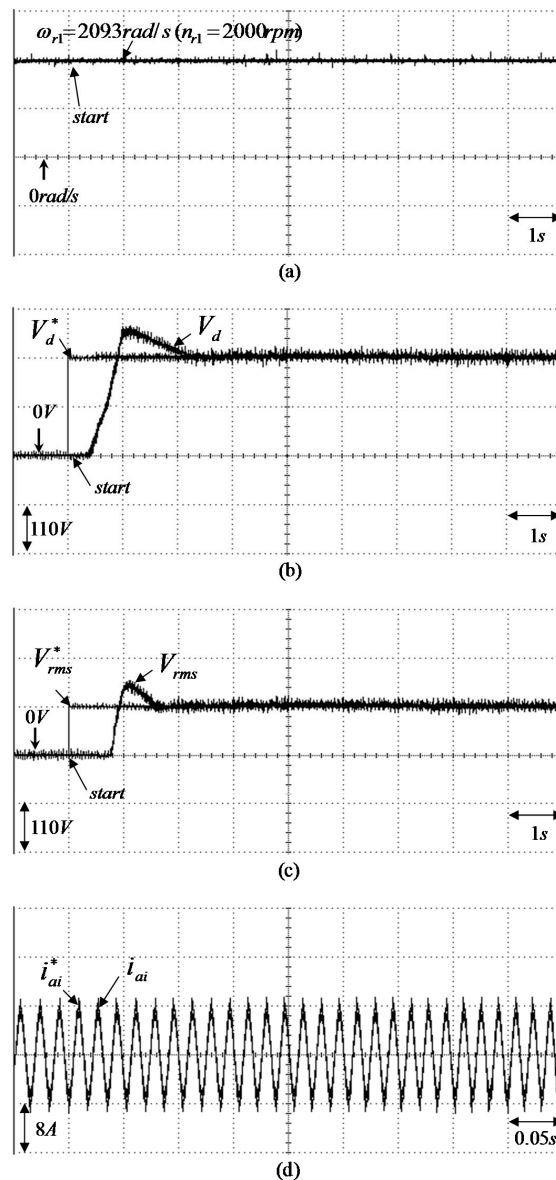 ω_r1=2093rad/s (n_r1=2000rpm)
start
0rad/s
1s
(a)
V_d^*
V_d
0V
start
110V
1s
(b)
V_rms^*
V_rms
0V
start
110V
1s
(c)
i_ai^*
i_ai
8A
0.05s
(d)